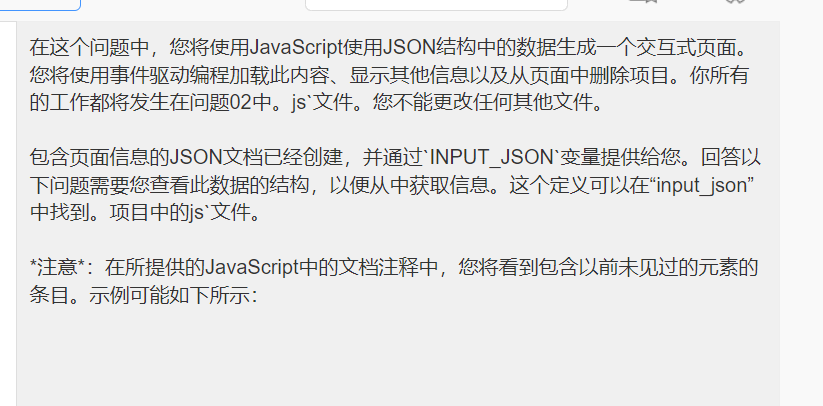 在这个问题中，您将使用JavaScript使用JSON结构中的数据生成一个交互式页面。
您将使用事件驱动编程加载此内容、显示其他信息以及从页面中删除项目。你所有
的工作都将发生在问题02中。js`文件。您不能更改任何其他文件。
包含页面信息的JSON文档已经创建，并通过`INPUT_JSON`变量提供给您。回答以
下问题需要您查看此数据的结构，以便从中获取信息。这个定义可以在“input_json”
中找到。项目中的js`文件。
*注意*：在所提供的JavaScript中的文档注释中，您将看到包含以前未见过的元素的
条目。示例可能如下所示：